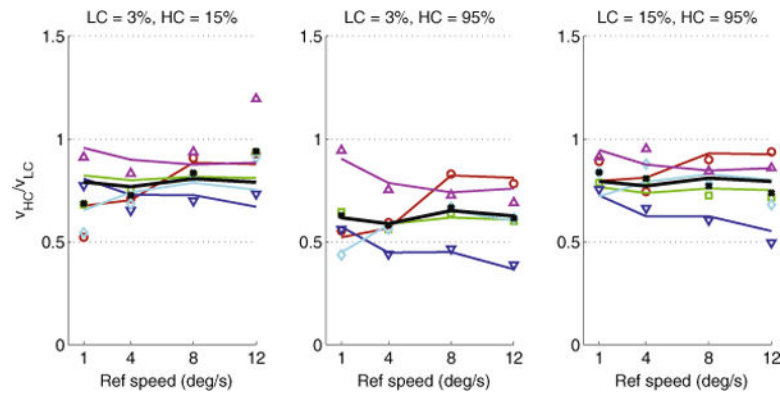 LC = 3%, HC = 15%
LC = 3%, HC = 95%
LC = 15%, HC = 95%
vHC/vLC
1.5
1
0.5
0
1 4 8 12
Ref speed (deg/s)
1.5
1
0.5
0
1 4 8 12
Ref speed (deg/s)
1.5
1
0.5
0
1 4 8 12
Ref speed (deg/s)